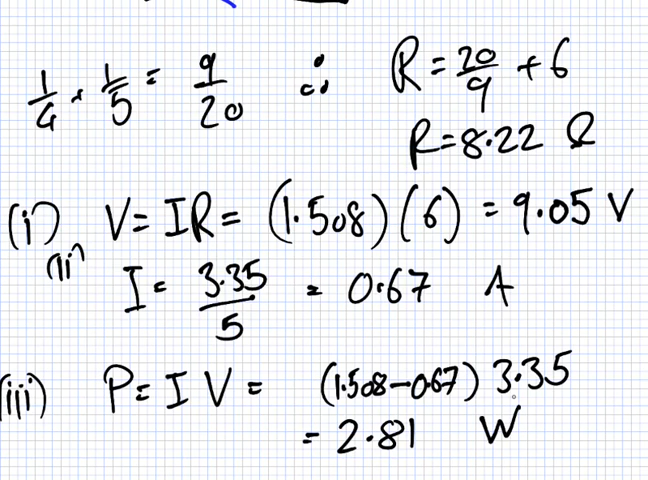 1/4 + 1/5 = 9/20 ∴ R = 20/9 + 6
R = 8.22 Ω
(i) V = IR = (1.508)(6) = 9.05 V
(ii) I = 3.35/5 = 0.67 A
(iii) P = I V = (1.508-0.67) 3.35
= 2.81 W